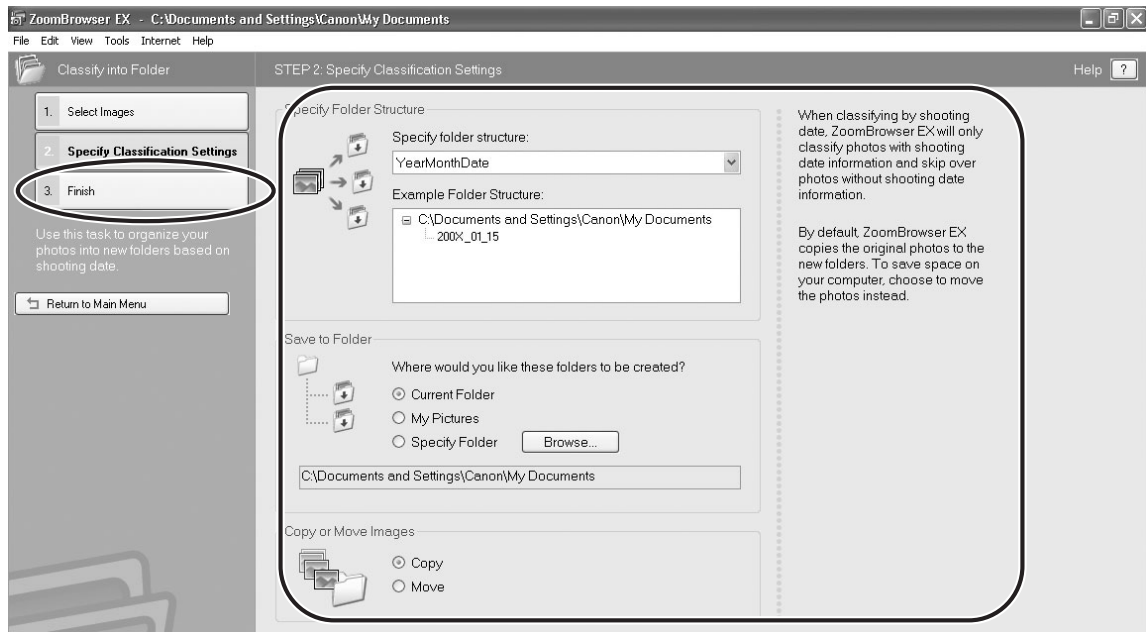 ZoomBrowser EX - C:\Documents and Settings\Canon\My Documents
File Edit View Tools Internet Help
Classify into Folder
STEP 2: Specify Classification Settings
Help ?
1. Select Images
2. Specify Classification Settings
3. Finish
Use this task to organize your
photos into new folders based on
shooting date.
Return to Main Menu
Specify Folder Structure
Specify folder structure:
YearMonthDate
Example Folder Structure:
C:\Documents and Settings\Canon\My Documents
200X_01_15
Save to Folder
Where would you like these folders to be created?
Current Folder
My Pictures
Specify Folder Browse...
C:\Documents and Settings\Canon\My Documents
Copy or Move Images
Copy
Move
When classifying by shooting
date, ZoomBrowser EX will only
classify photos with shooting
date information and skip over
photos without shooting date
information.
By default, ZoomBrowser EX
copies the original photos to the
new folders. To save space on
your computer, choose to move
the photos instead.